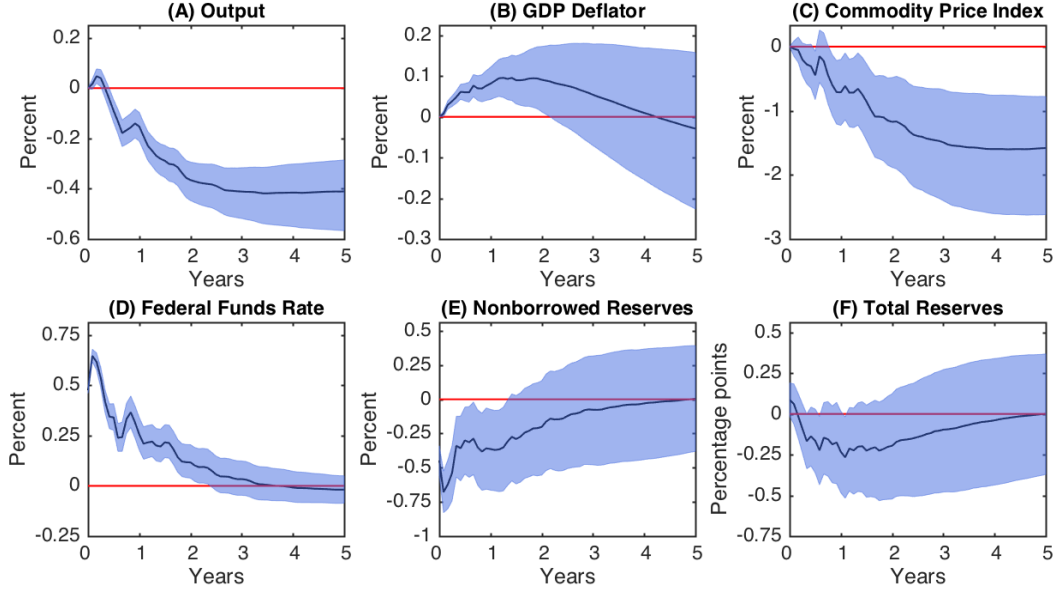 (A) Output
0.2
0
-0.2
-0.4
-0.6
Percent
0 1 2 3 4 5
Years
(B) GDP Deflator
0.2
0.1
0
-0.1
-0.2
-0.3
Percent
0 1 2 3 4 5
Years
(C) Commodity Price Index
0
-1
-2
-3
Percent
0 1 2 3 4 5
Years
(D) Federal Funds Rate
0.75
0.5
0.25
0
-0.25
Percent
0 1 2 3 4 5
Years
(E) Nonborrowed Reserves
0.5
0.25
0
-0.25
-0.5
-0.75
-1
Percent
0 1 2 3 4 5
Years
(F) Total Reserves
0.5
0.25
0
-0.25
-0.5
-0.75
Percentage points
0 1 2 3 4 5
Years